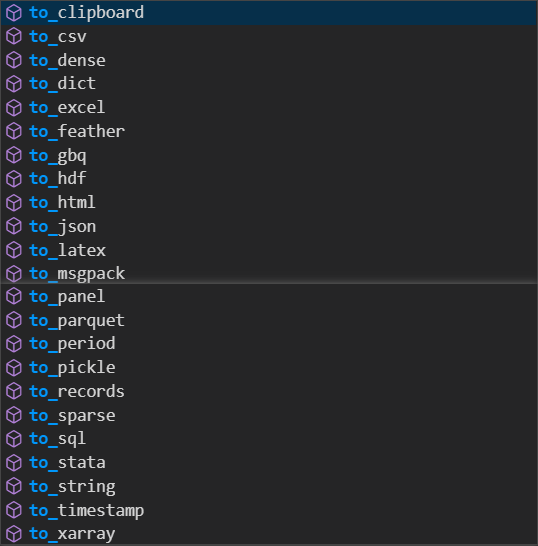 to_clipboard
to_csv
to_dense
to_dict
to_excel
to_feather
to_gbq
to_hdf
to_html
to_json
to_latex
to_msgpack
to_panel
to_parquet
to_period
to_pickle
to_records
to_sparse
to_sql
to_stata
to_string
to_timestamp
to_xarray